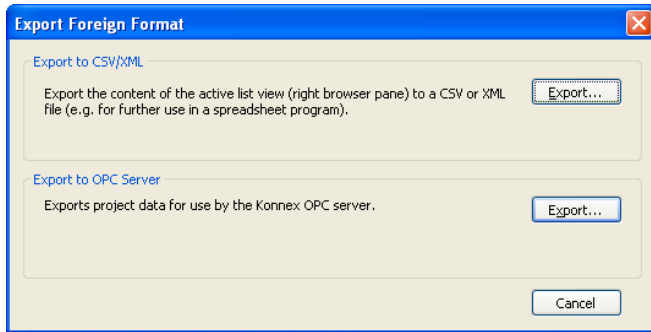 Export Foreign Format
Export to CSV/XML
Export the content of the active list view (right browser pane) to a CSV or XML
file (e.g. for further use in a spreadsheet program).
Export...
Export to OPC Server
Exports project data for use by the Konnex OPC server.
Export...
Cancel